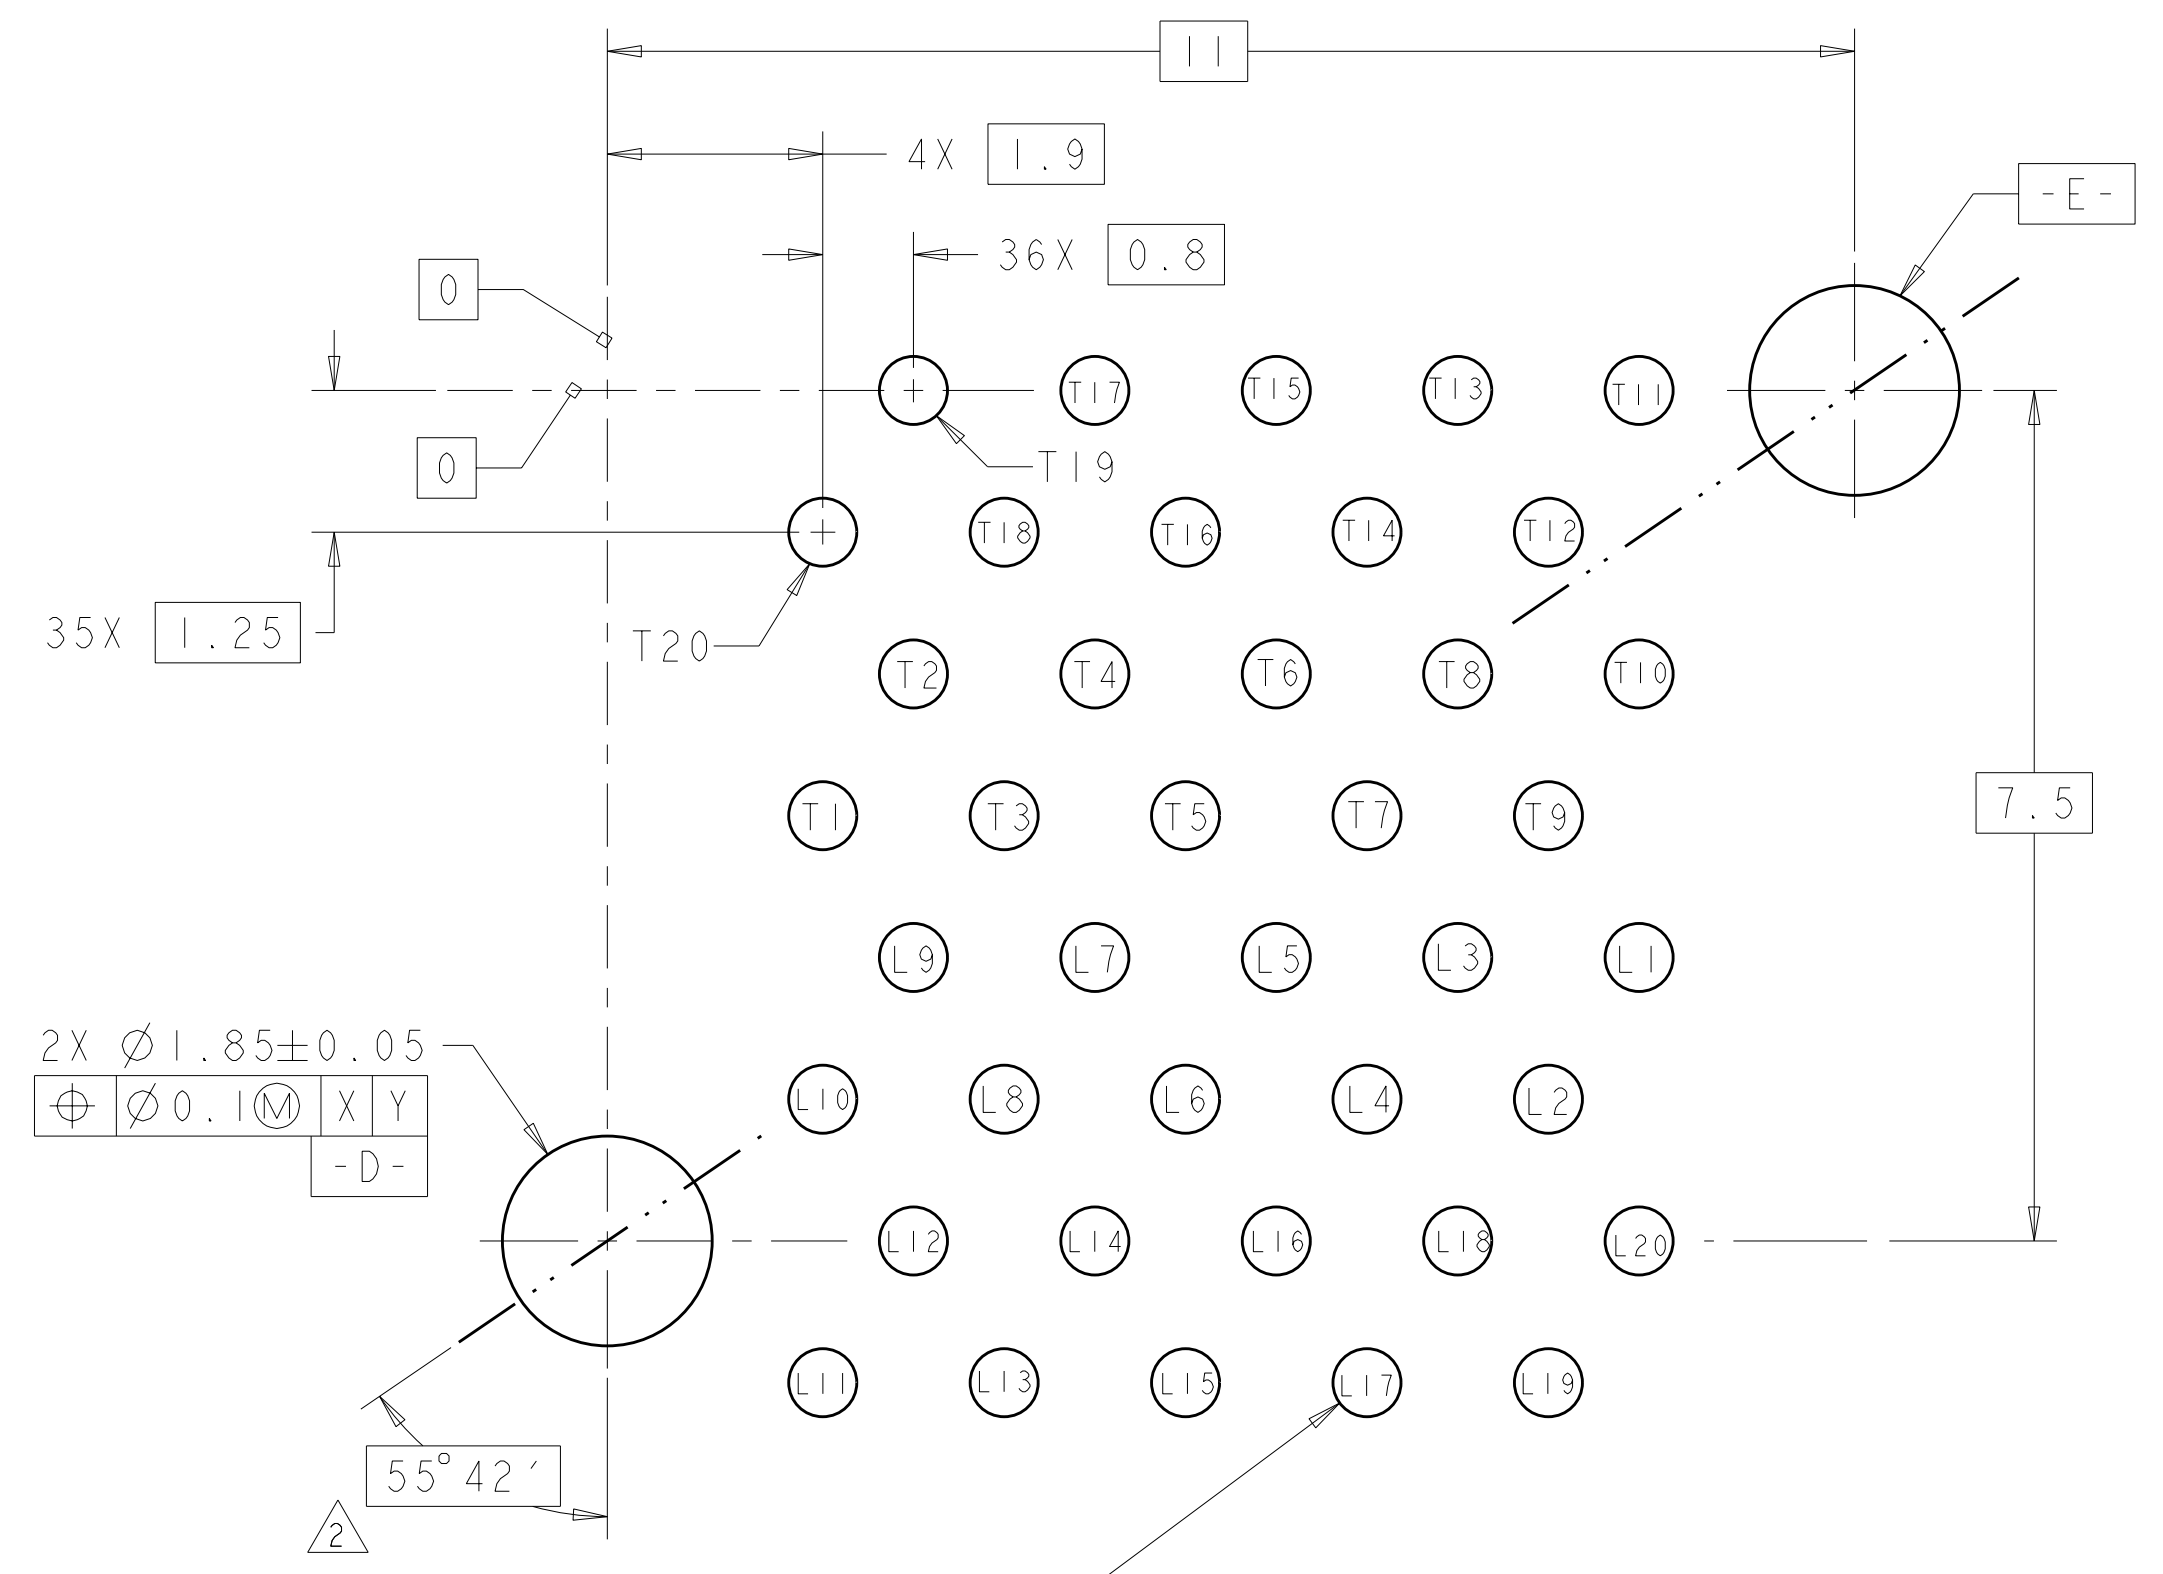 11
4X 1.9
-E-
36X 0.8
0
T17 T15 T13 T11
0
T19
T18 T16 T14 T12
35X 1.25
T20
T2 T4 T6 T8 T10
7.5
T1 T3 T5 T7 T9
L9 L7 L5 L3 L1
2X Ø1.85±0.05
⌖ Ø0.1Ⓜ X Y
-D-
L10 L8 L6 L4 L2
L12 L14 L16 L18 L20
L11 L13 L15 L17 L19
55°42′
2